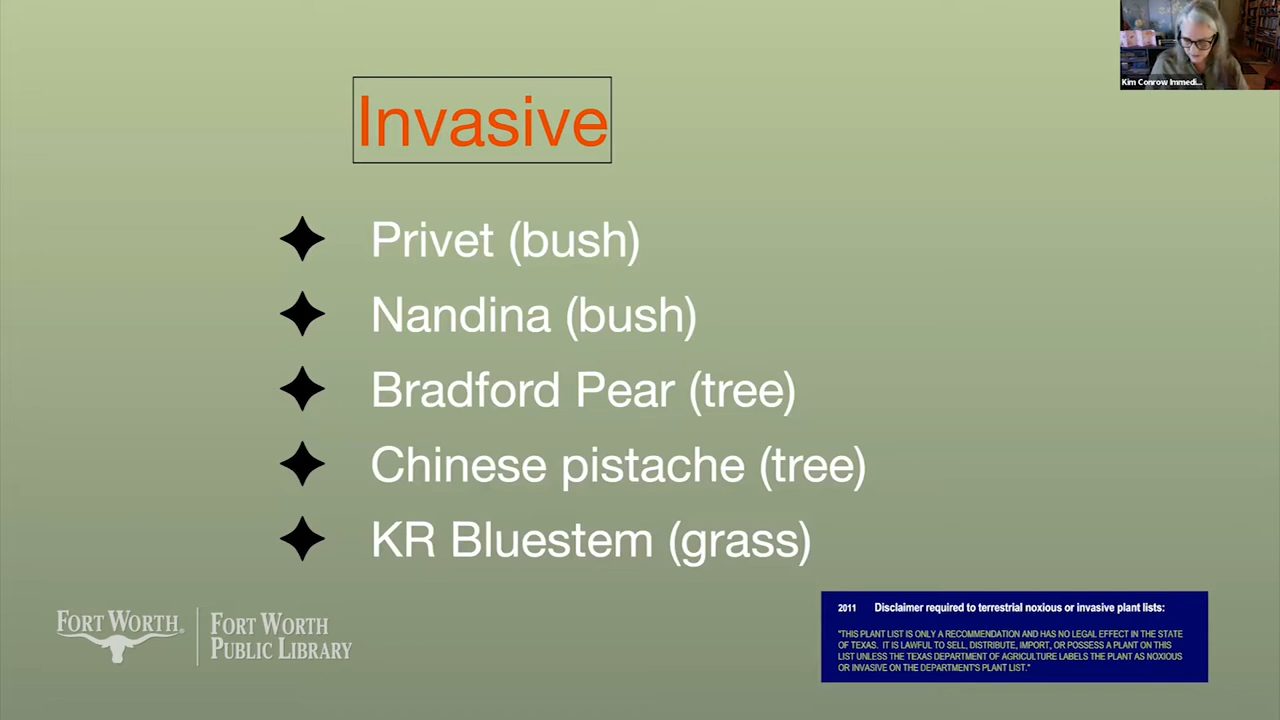 Kim Conrow Immedi...
Invasive
Privet (bush)
Nandina (bush)
Bradford Pear (tree)
Chinese pistache (tree)
KR Bluestem (grass)
FORT WORTH®
FORT WORTH
PUBLIC LIBRARY
2011 Disclaimer required to terrestrial noxious or invasive plant lists:
"THIS PLANT LIST IS ONLY A RECOMMENDATION AND HAS NO LEGAL EFFECT IN THE STATE
OF TEXAS. IT IS LAWFUL TO SELL, DISTRIBUTE, IMPORT, OR POSSESS A PLANT ON THIS
LIST UNLESS THE TEXAS DEPARTMENT OF AGRICULTURE LABELS THE PLANT AS NOXIOUS
OR INVASIVE ON THE DEPARTMENT'S PLANT LIST."